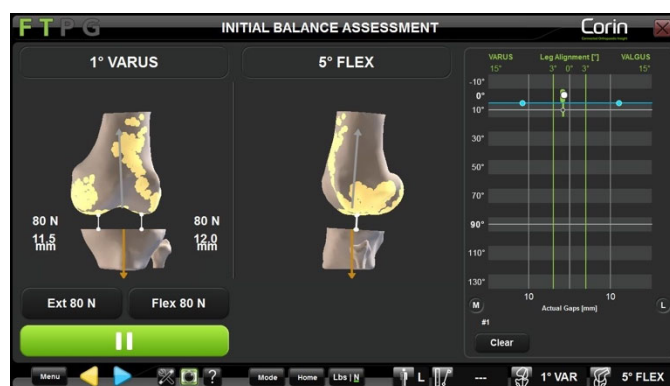 F T P G
INITIAL BALANCE ASSESSMENT
Corin
1° VARUS
5° FLEX
80 N
11.5
mm
80 N
12.0
mm
Ext 80 N
Flex 80 N
VARUS
Leg Alignment [°]
VALGUS
15°
3°
0°
3°
15°
-10°
0°
10°
30°
50°
70°
90°
110°
130°
10
10
M
Actual Gaps [mm]
L
#1
Clear
Menu
?
Mode
Home
Lbs | N
L
---
1° VAR
5° FLEX